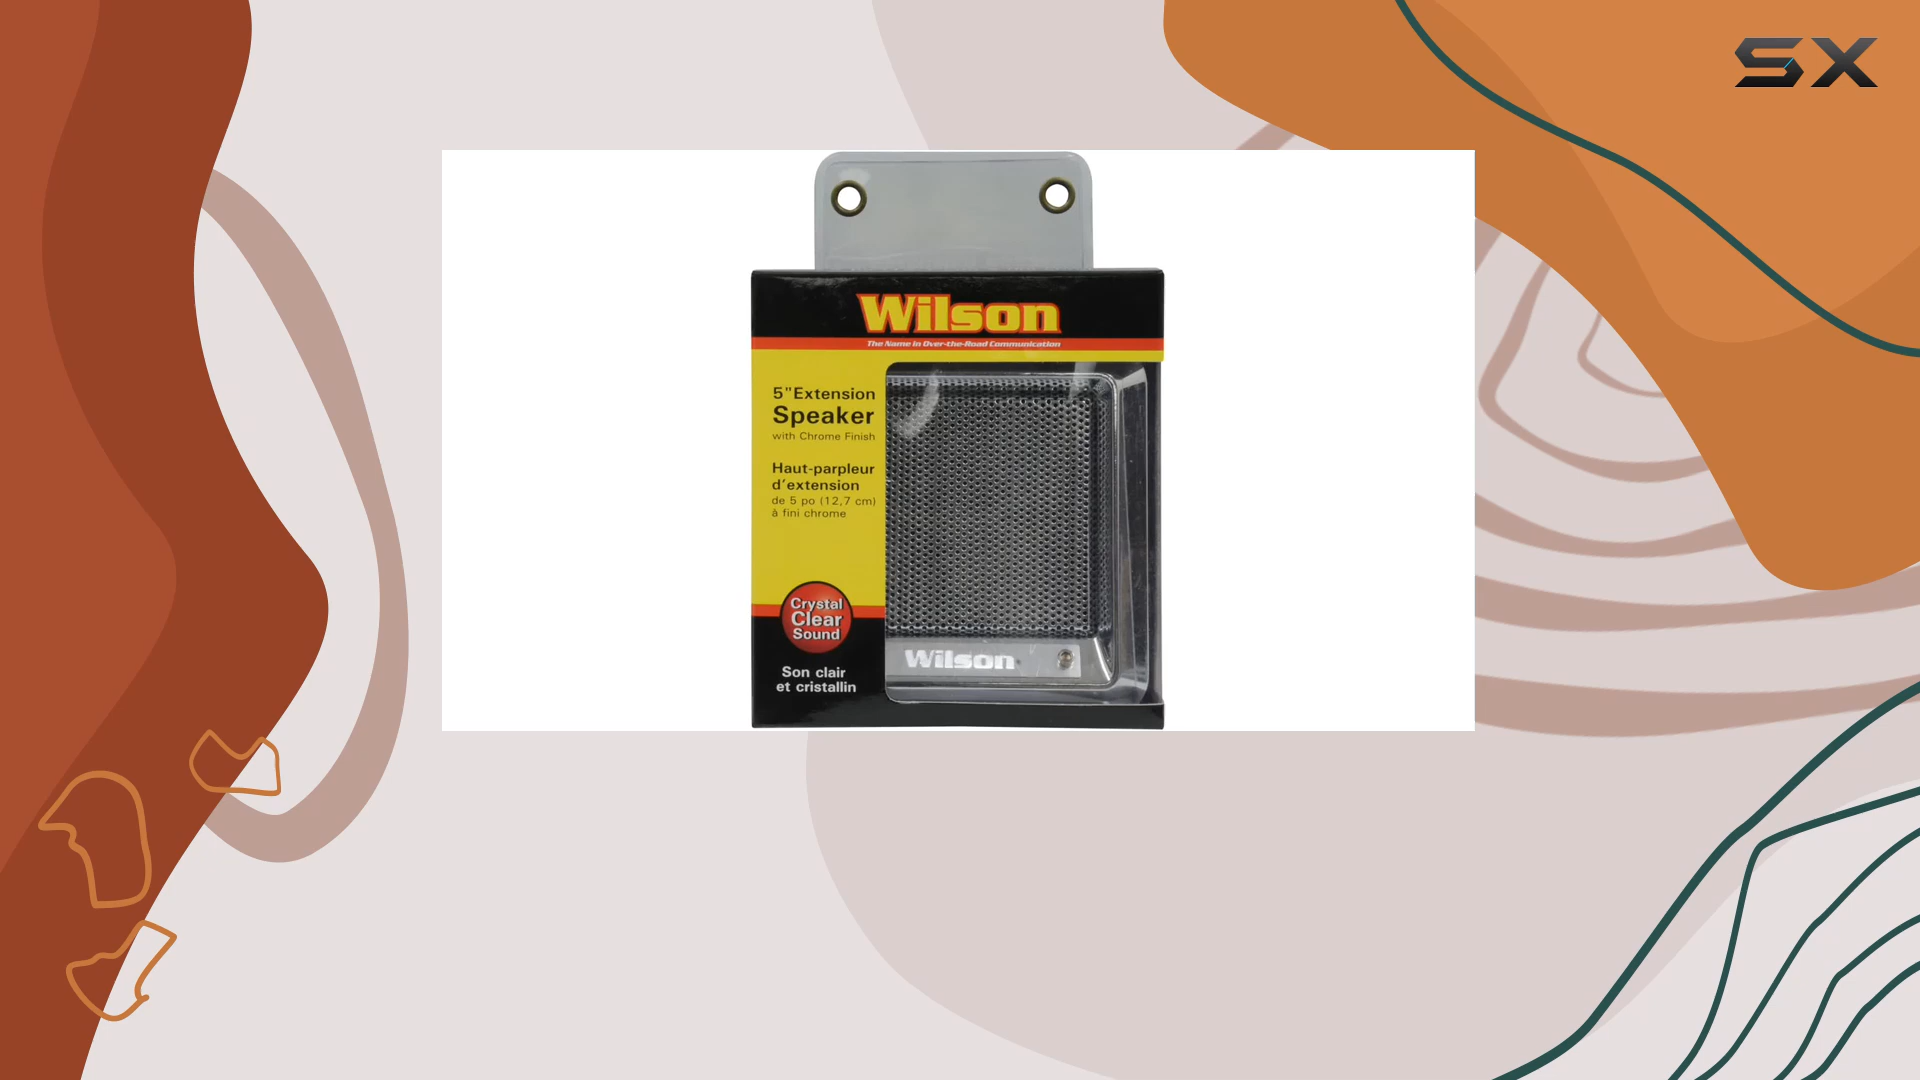 SX
Wilson
The Name in Over-the-Road Communication
5" Extension
Speaker
with Chrome Finish
Haut-parpleur
d'extension
de 5 po (12,7 cm)
à fini chrome
Crystal
Clear
Sound
Son clair
et cristallin
Wilson